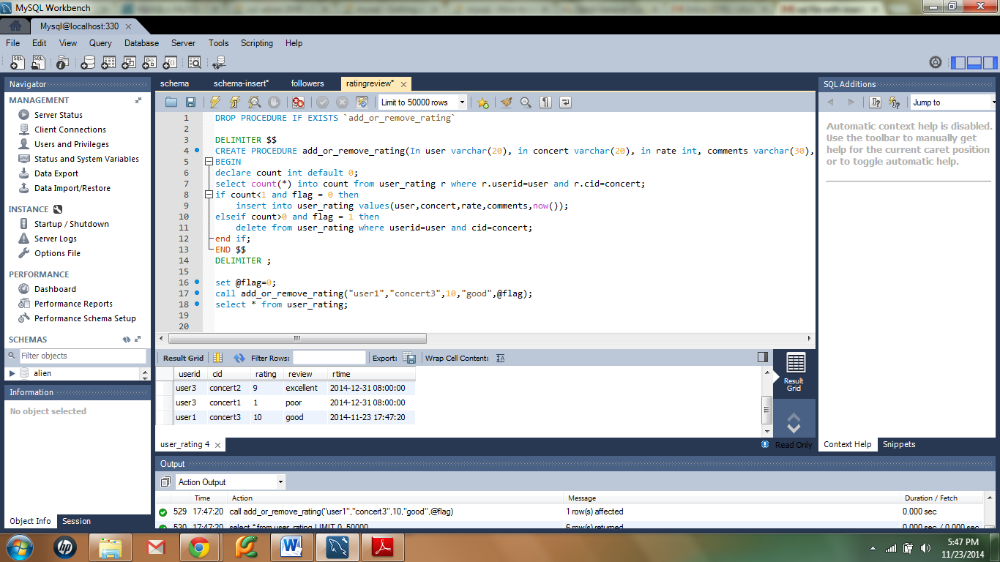 MySQL Workbench
Mysql@localhost:330
File Edit View Query Database Server Tools Scripting Help
Navigator
MANAGEMENT
Server Status
Client Connections
Users and Privileges
Status and System Variables
Data Export
Data Import/Restore
INSTANCE
Startup / Shutdown
Server Logs
Options File
PERFORMANCE
Dashboard
Performance Reports
Performance Schema Setup
SCHEMAS
Filter objects
alien
Information
No object selected
Object Info Session
schema schema-insert* followers ratingreview*
Limit to 50000 rows
1 DROP PROCEDURE IF EXISTS `add_or_remove_rating`
2
3 DELIMITER $$
4 CREATE PROCEDURE add_or_remove_rating(In user varchar(20), in concert varchar(20), in rate int, comments varchar(30),
5 BEGIN
6 declare count int default 0;
7 select count(*) into count from user_rating r where r.userid=user and r.cid=concert;
8 if count<1 and flag = 0 then
9 insert into user_rating values(user,concert,rate,comments,now());
10 elseif count>0 and flag = 1 then
11 delete from user_rating where userid=user and cid=concert;
12 end if;
13 END $$
14 DELIMITER ;
15
16 set @flag=0;
17 call add_or_remove_rating("user1","concert3",10,"good",@flag);
18 select * from user_rating;
19
20
Result Grid Filter Rows: Export: Wrap Cell Content:
userid cid rating review rtime
user3 concert2 9 excellent 2014-12-31 08:00:00
user3 concert1 1 poor 2014-12-31 08:00:00
user1 concert3 10 good 2014-11-23 17:47:20
Result
Grid
user_rating 4
Read Only
SQL Additions
Jump to
Automatic context help is disabled.
Use the toolbar to manually get
help for the current caret position
or to toggle automatic help.
Context Help Snippets
Output
Action Output
Time Action Message Duration / Fetch
529 17:47:20 call add_or_remove_rating("user1","concert3",10,"good",@flag) 1 row(s) affected 0.000 sec
530 17:47:20 select * from user_rating LIMIT 0, 50000 6 row(s) returned 0.000 sec / 0.000 sec
5:47 PM
11/23/2014